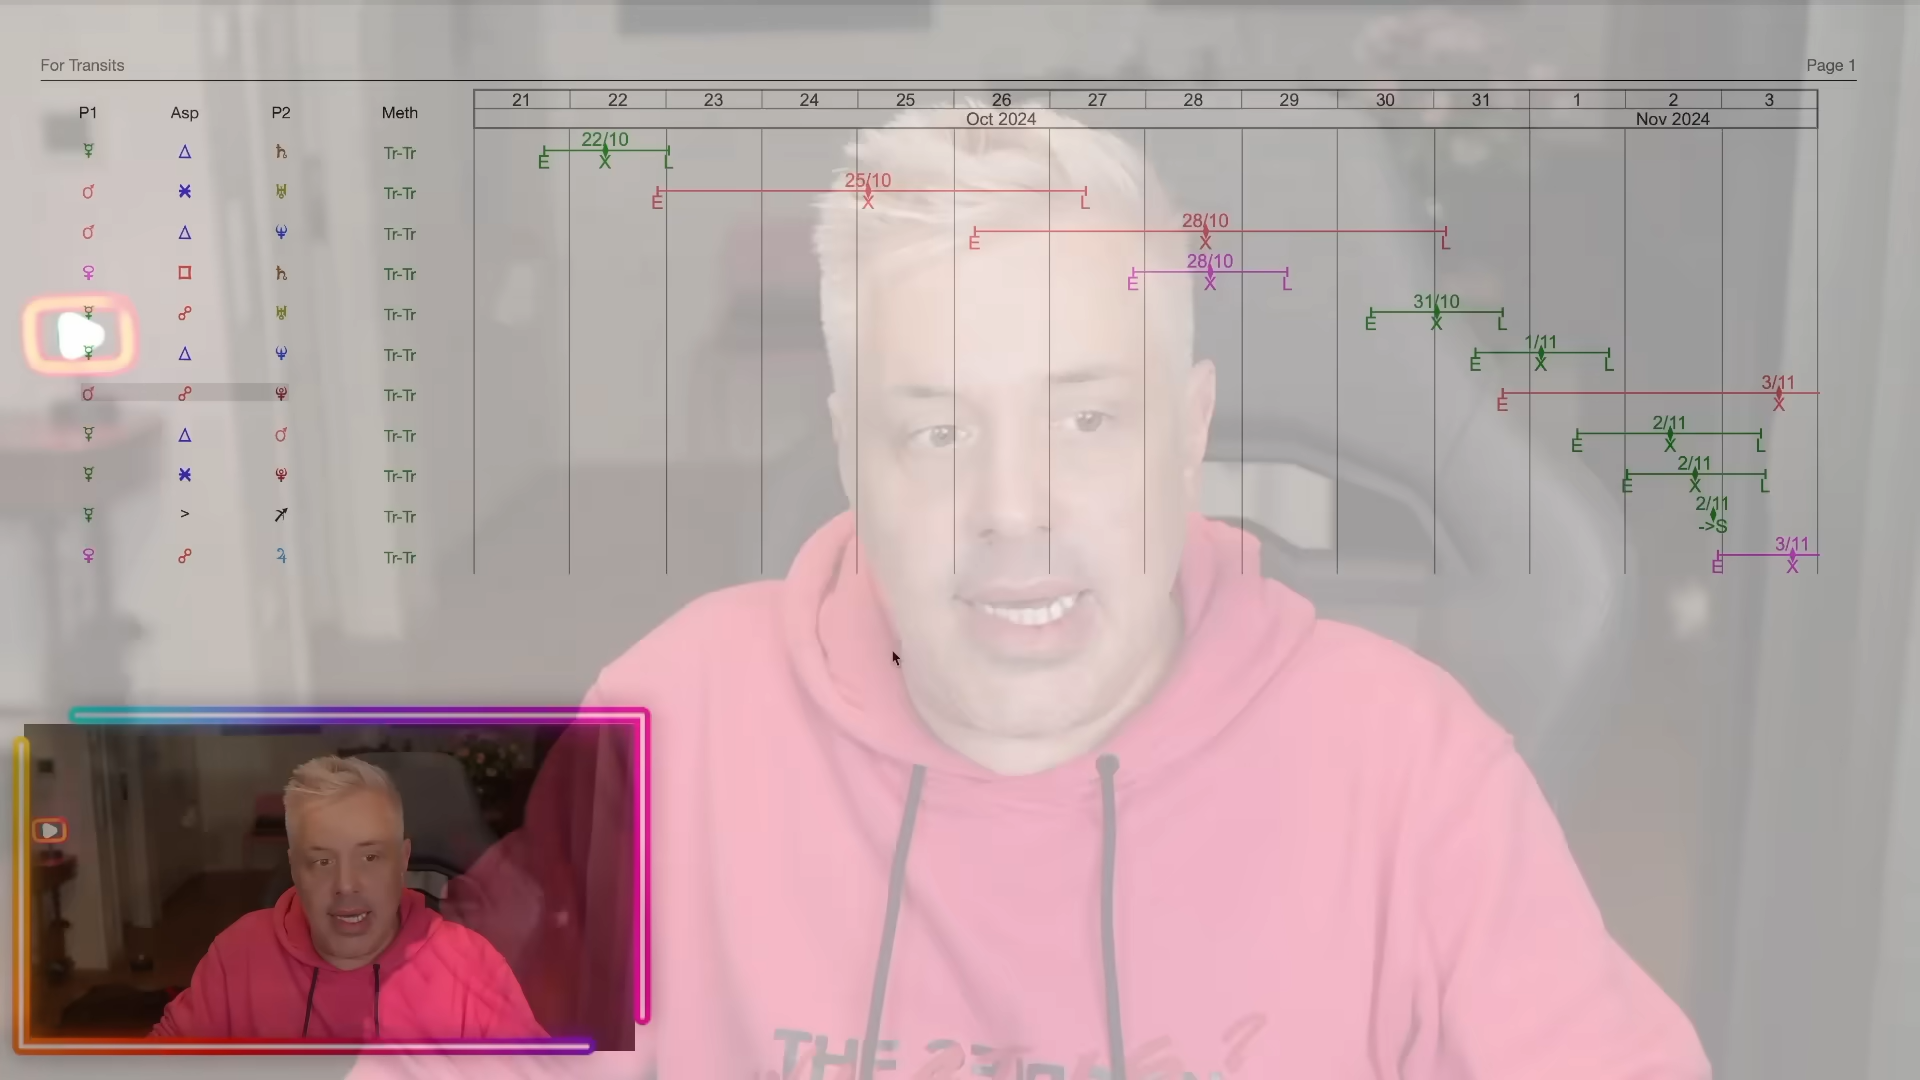 For Transits Page 1
P1 Asp P2 Meth 21 22 23 24 25 26 27 28 29 30 31 1 2 3
Oct 2024 Nov 2024
☿ △ ♄ Tr-Tr 22/10
E X L
♂ ⚹ ♅ Tr-Tr 25/10
E X L
♂ △ ♆ Tr-Tr 28/10
E X L
♀ □ ♄ Tr-Tr 28/10
E X L
☿ ☍ ♅ Tr-Tr 31/10
E X L
☿ △ ♆ Tr-Tr 1/11
E X L
♂ ☍ ♇ Tr-Tr 3/11
E X
☿ △ ♂ Tr-Tr 2/11
E X L
☿ ⚹ ♇ Tr-Tr 2/11
E X L
☿ > ♐ Tr-Tr 2/11
->S
♀ ☍ ♃ Tr-Tr 3/11
E X
THE